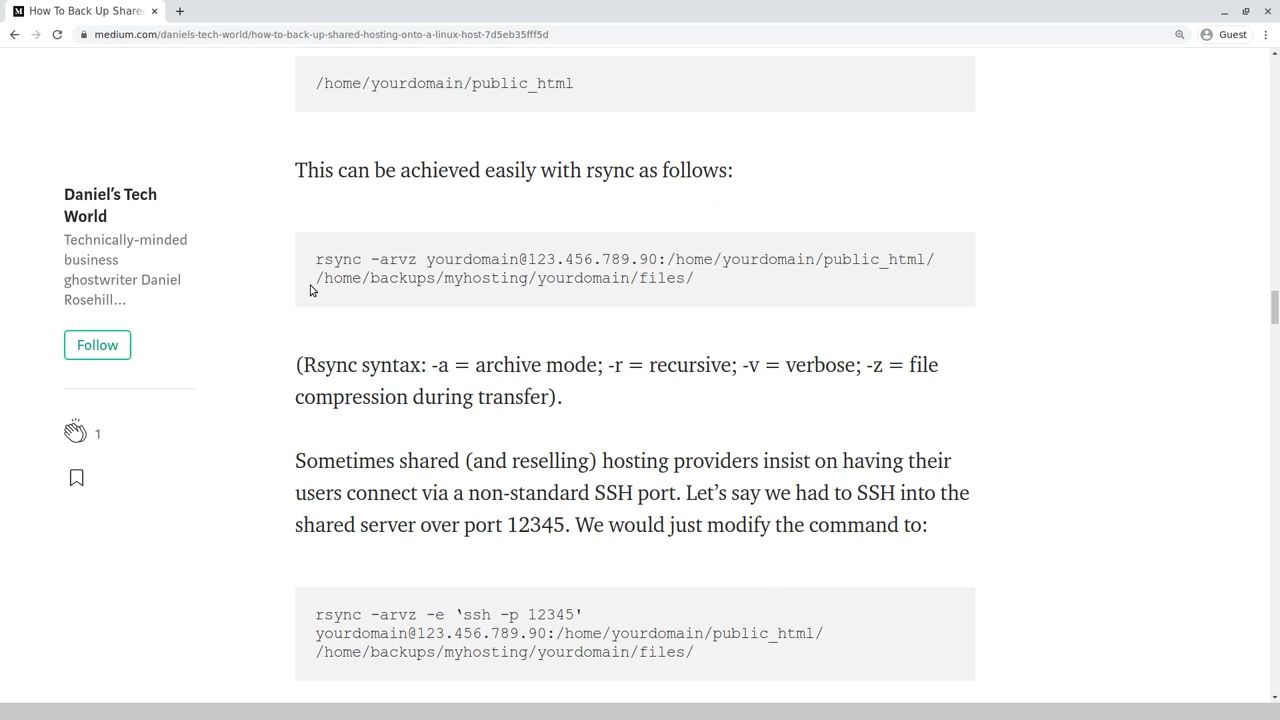 How To Back Up Share
medium.com/daniels-tech-world/how-to-back-up-shared-hosting-onto-a-linux-host-7d5eb35fff5d
Guest
/home/yourdomain/public_html
This can be achieved easily with rsync as follows:
Daniel’s Tech
World
Technically-minded
business
ghostwriter Daniel
Rosehill...
Follow
1
rsync -arvz yourdomain@123.456.789.90:/home/yourdomain/public_html/
/home/backups/myhosting/yourdomain/files/
(Rsync syntax: -a = archive mode; -r = recursive; -v = verbose; -z = file
compression during transfer).
Sometimes shared (and reselling) hosting providers insist on having their
users connect via a non-standard SSH port. Let’s say we had to SSH into the
shared server over port 12345. We would just modify the command to:
rsync -arvz -e ‘ssh -p 12345'
yourdomain@123.456.789.90:/home/yourdomain/public_html/
/home/backups/myhosting/yourdomain/files/